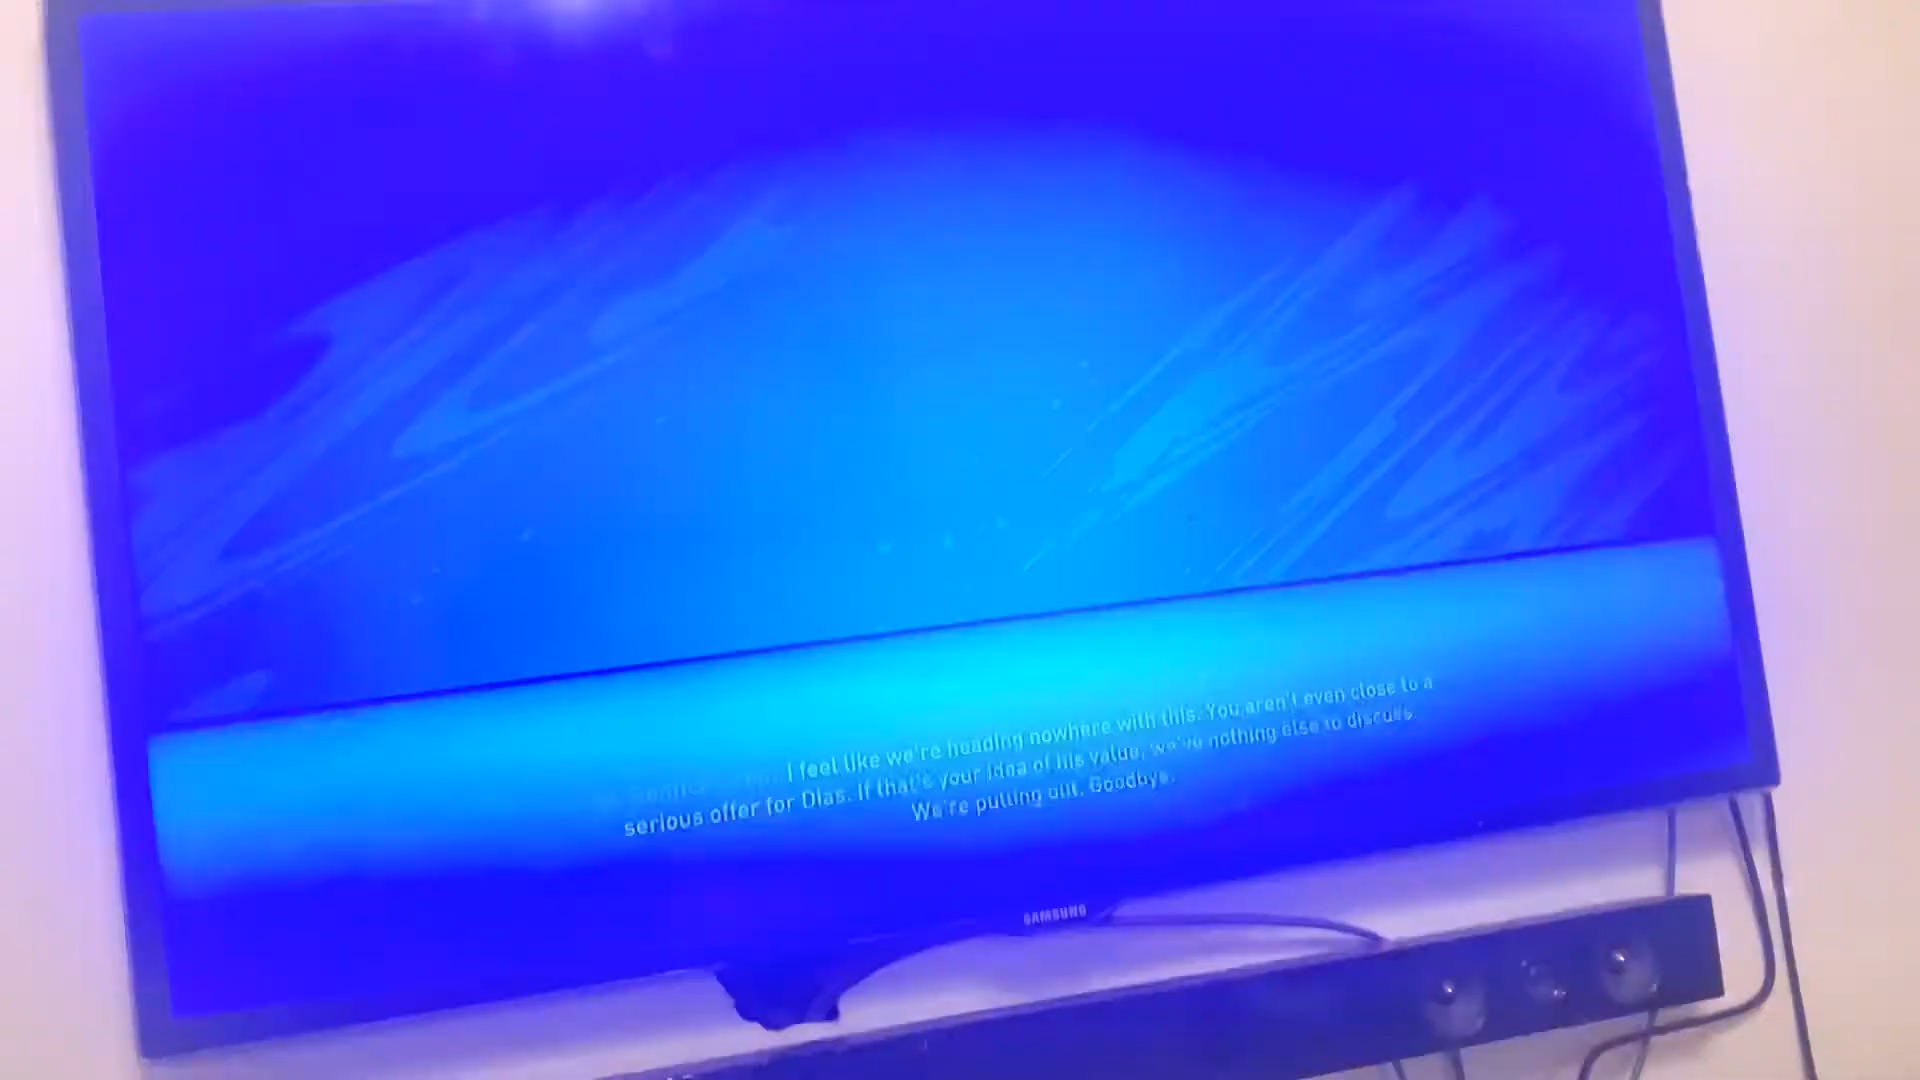 I feel like we're heading nowhere with this. You aren't even close to a
serious offer for Dias. If that's your idea of his value, we've nothing else to discuss.
We're pulling out. Goodbye.
SAMSUNG